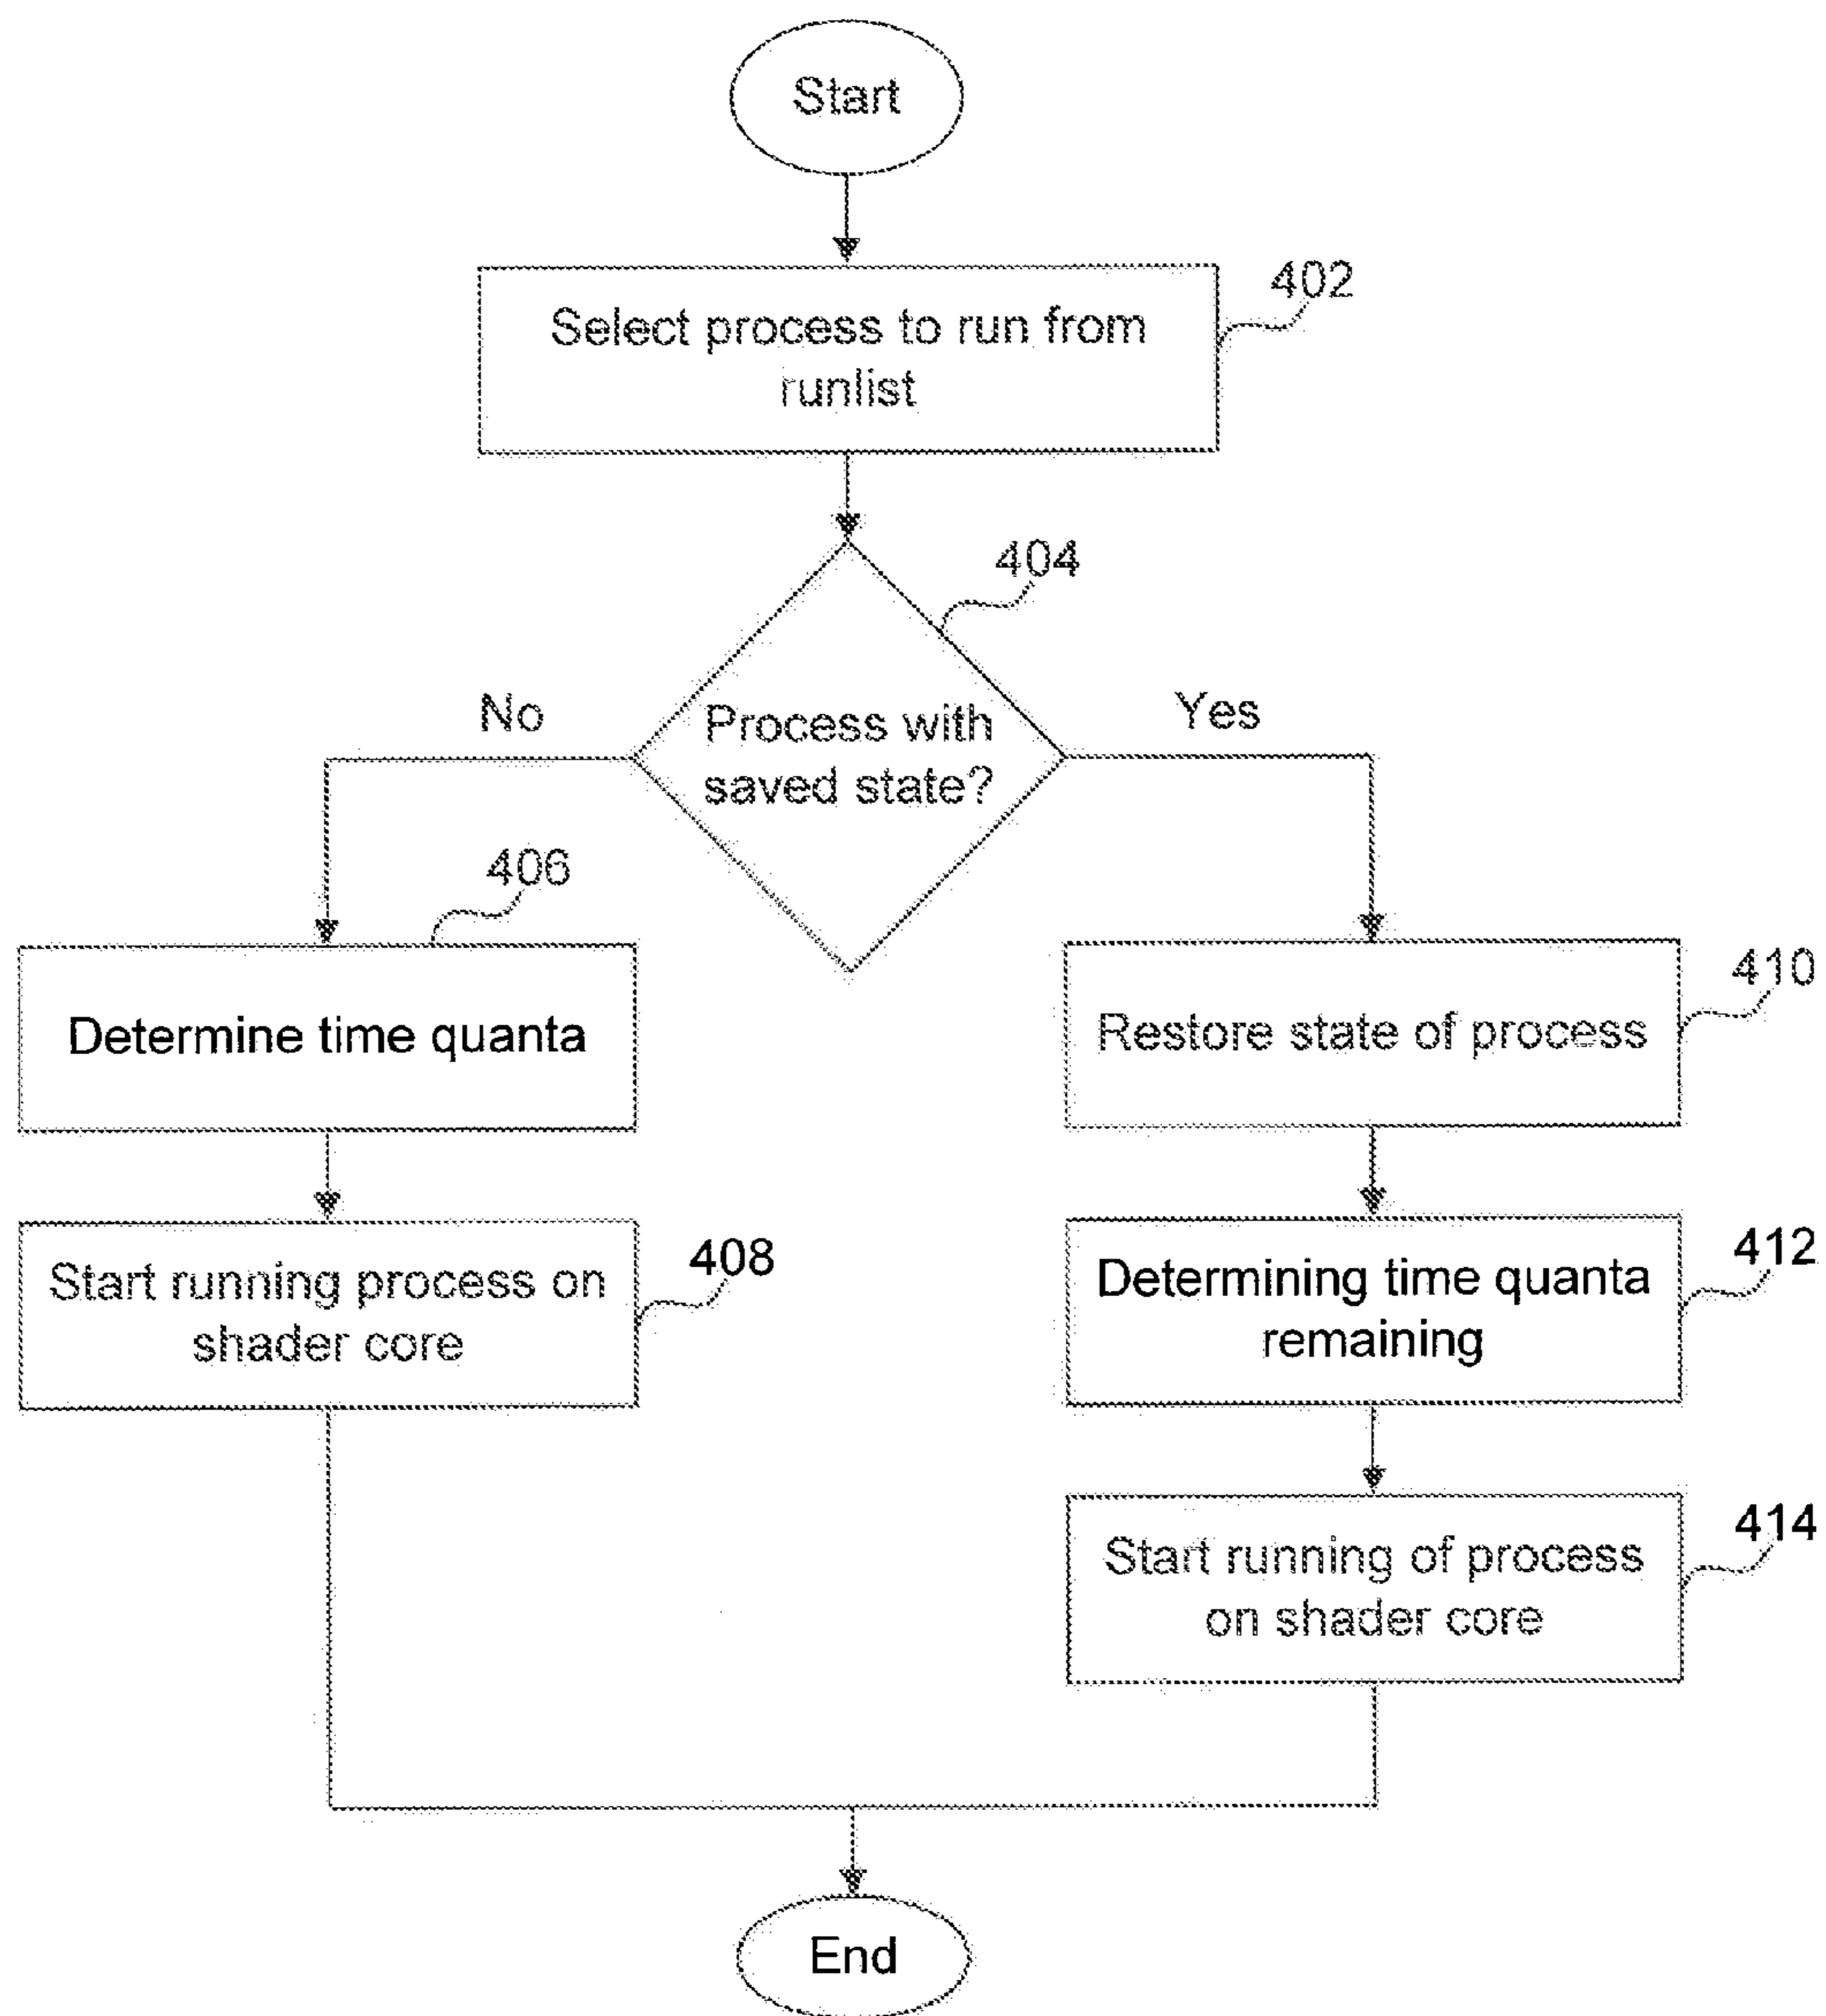 Start
402
Select process to run from
runlist
404
No
Process with
saved state?
Yes
406
Determine time quanta
410
Restore state of process
408
Start running process on
shader core
412
Determining time quanta
remaining
414
Start running of process
on shader core
End